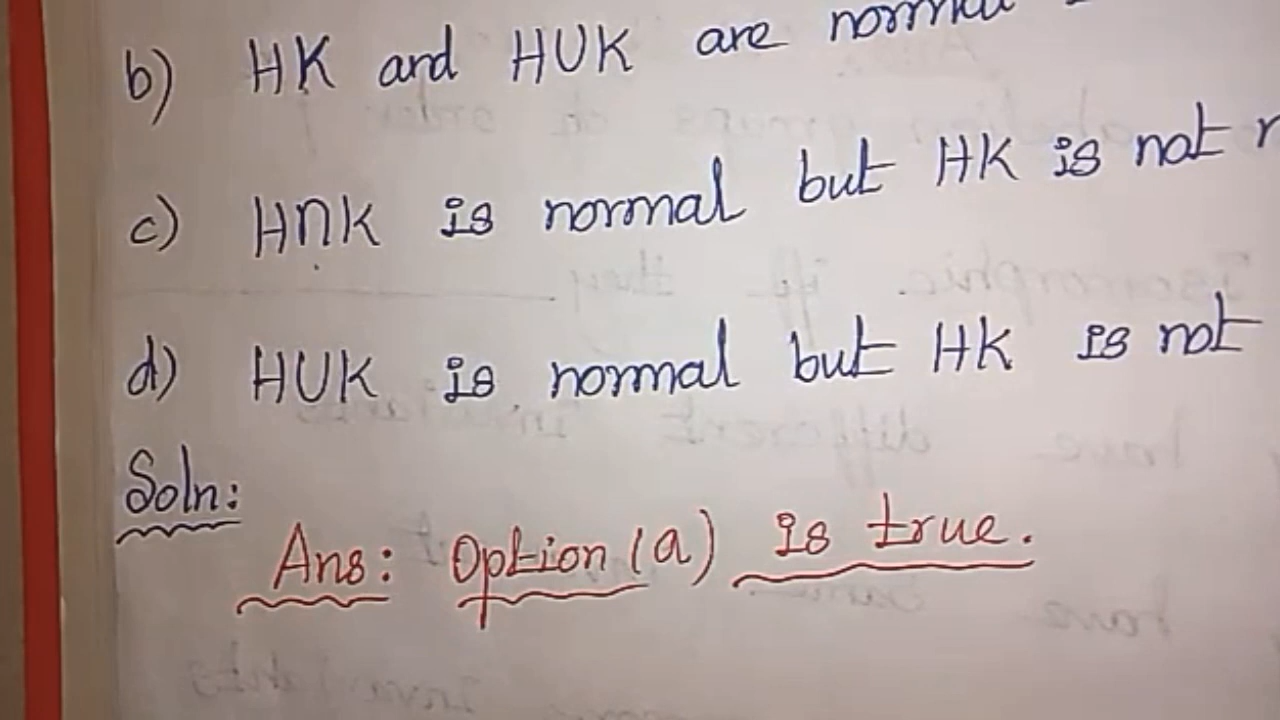 b) HK and HUK are
c) H∩K is normal but HK is not
d) HUK is normal but HK is not
Soln:
Ans: Option (a) is true.